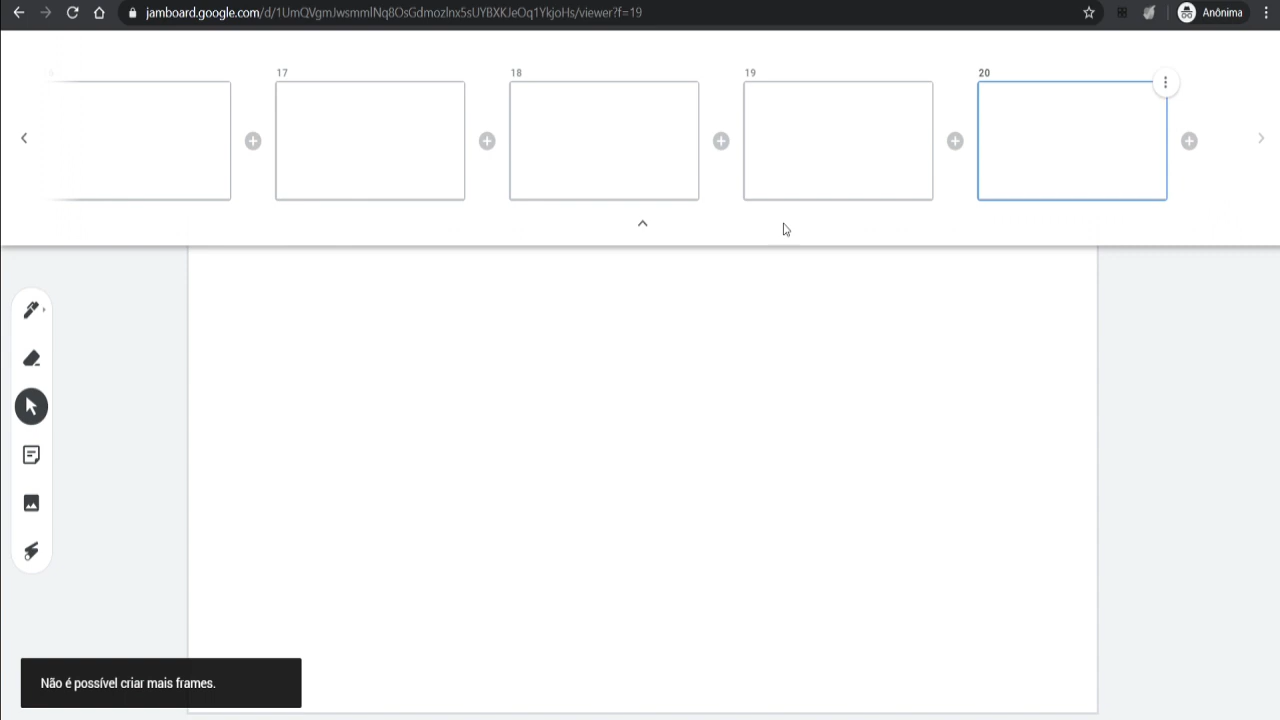 jamboard.google.com/d/1UmQVgmJwsmmlNq8OsGdmozlnx5sUYBXKJeOq1YkjoHs/viewer?f=19
Anônima
17
18
19
20
Não é possível criar mais frames.